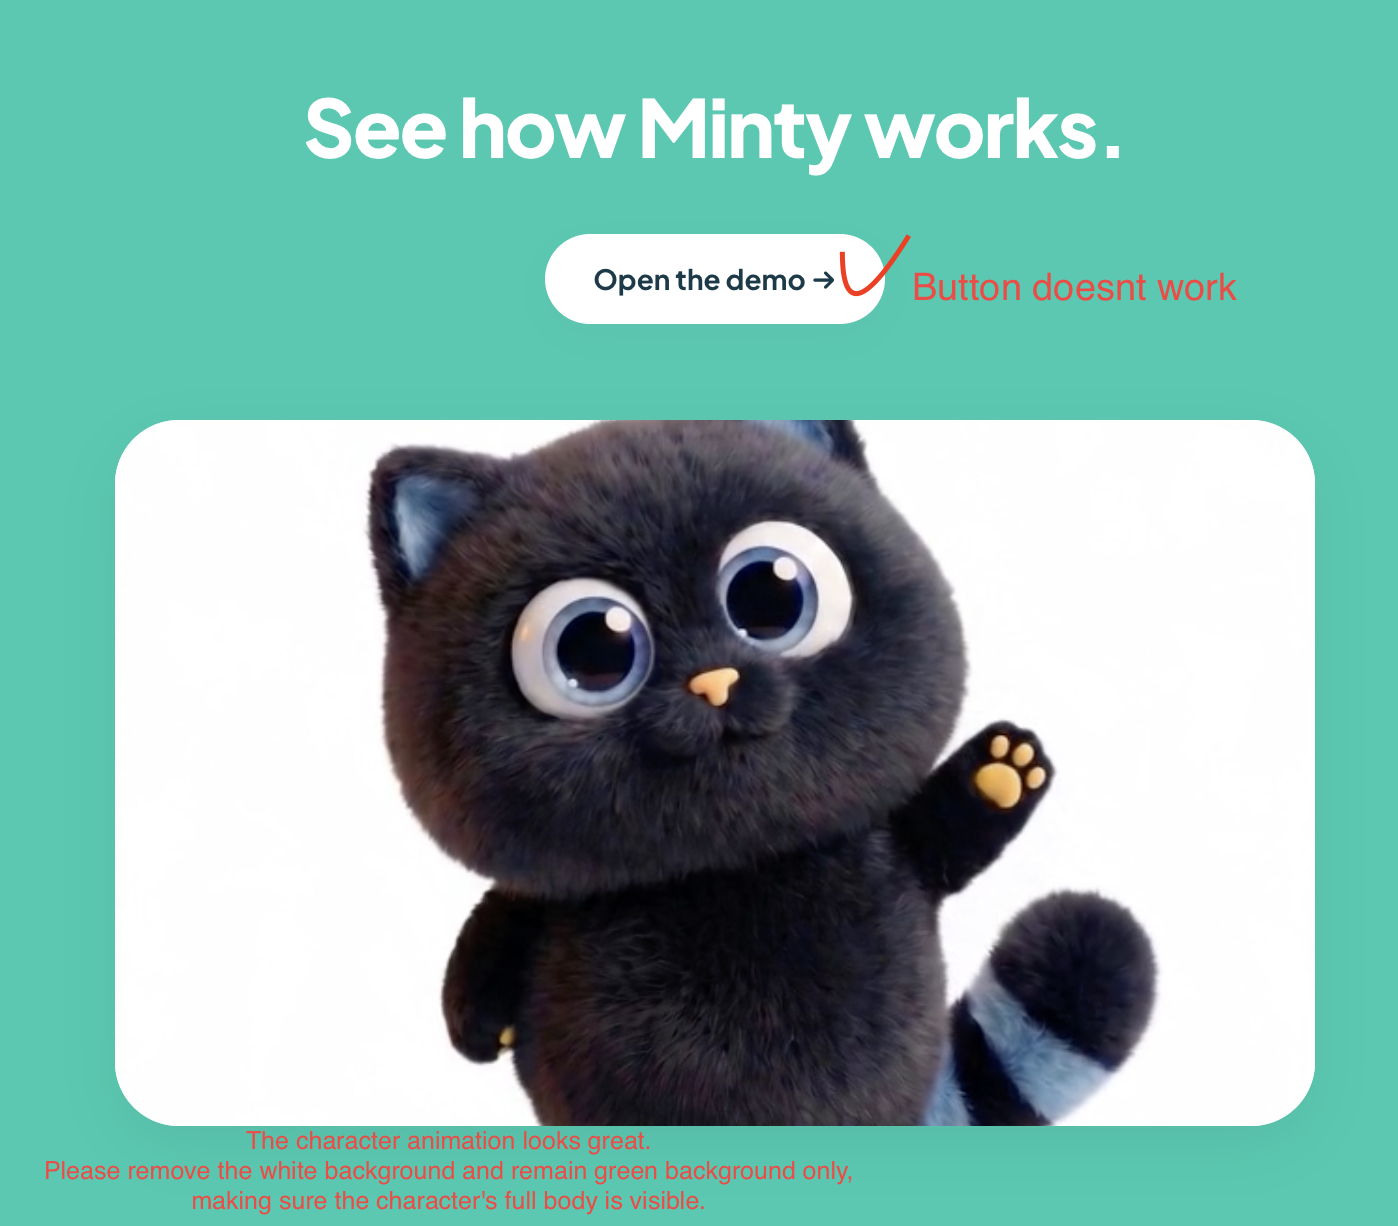 See how Minty works.
Open the demo →
Button doesnt work
The character animation looks great.
Please remove the white background and remain green background only,
making sure the character's full body is visible.